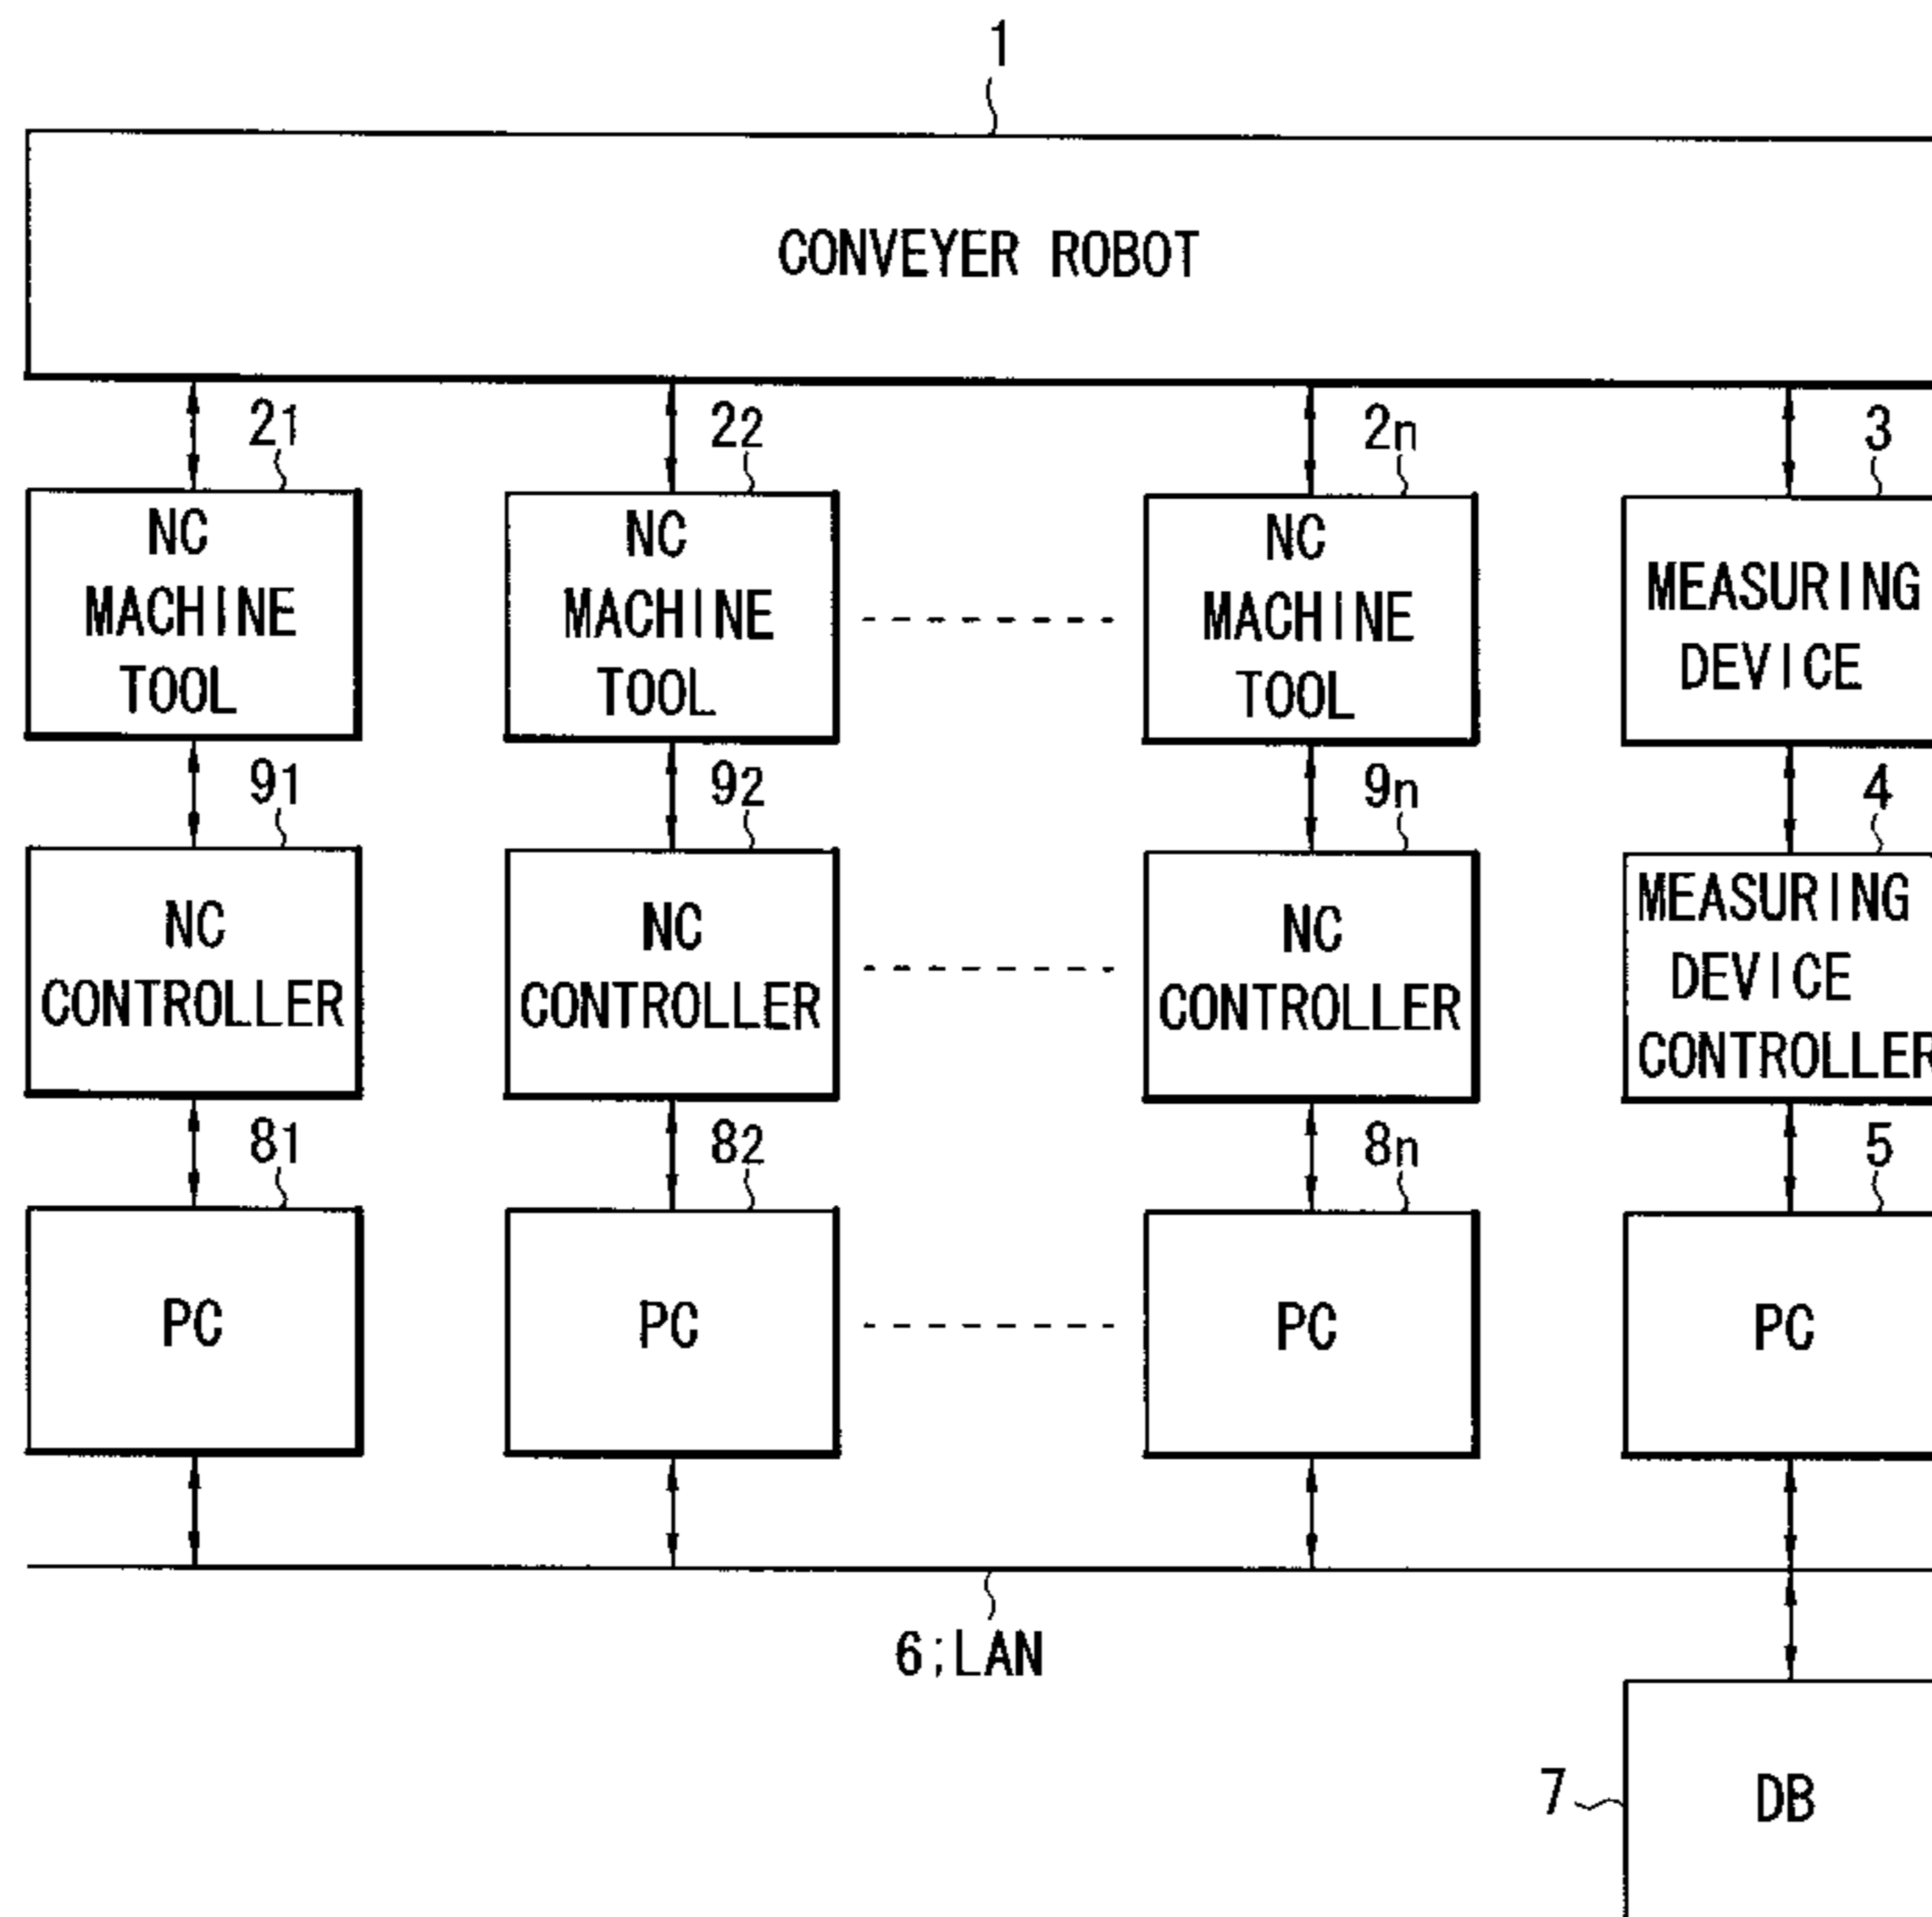 1
CONVEYER ROBOT
21 22 2n 3
NC
MACHINE
TOOL
NC
MACHINE
TOOL
NC
MACHINE
TOOL
MEASURING
DEVICE
91 92 9n 4
NC
CONTROLLER
NC
CONTROLLER
NC
CONTROLLER
MEASURING
DEVICE
CONTROLLER
81 82 8n 5
PC PC PC PC
6;LAN
7
DB